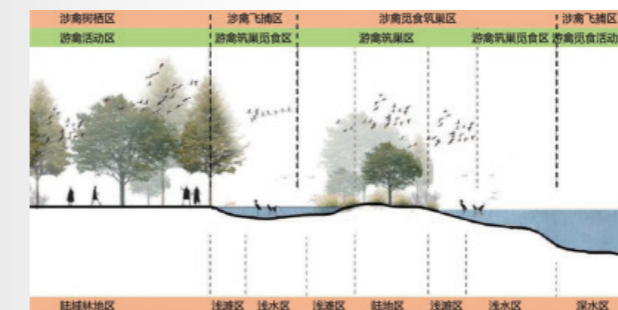 涉禽树栖区 涉禽飞捕区 涉禽觅食筑巢区 涉禽飞捕区
游禽活动区 游禽筑巢觅食区 游禽筑巢区 游禽筑巢觅食区 游禽觅食活动区
陆域林地区 浅滩区 浅水区 浅滩区 陆地区 浅滩区 浅水区 深水区